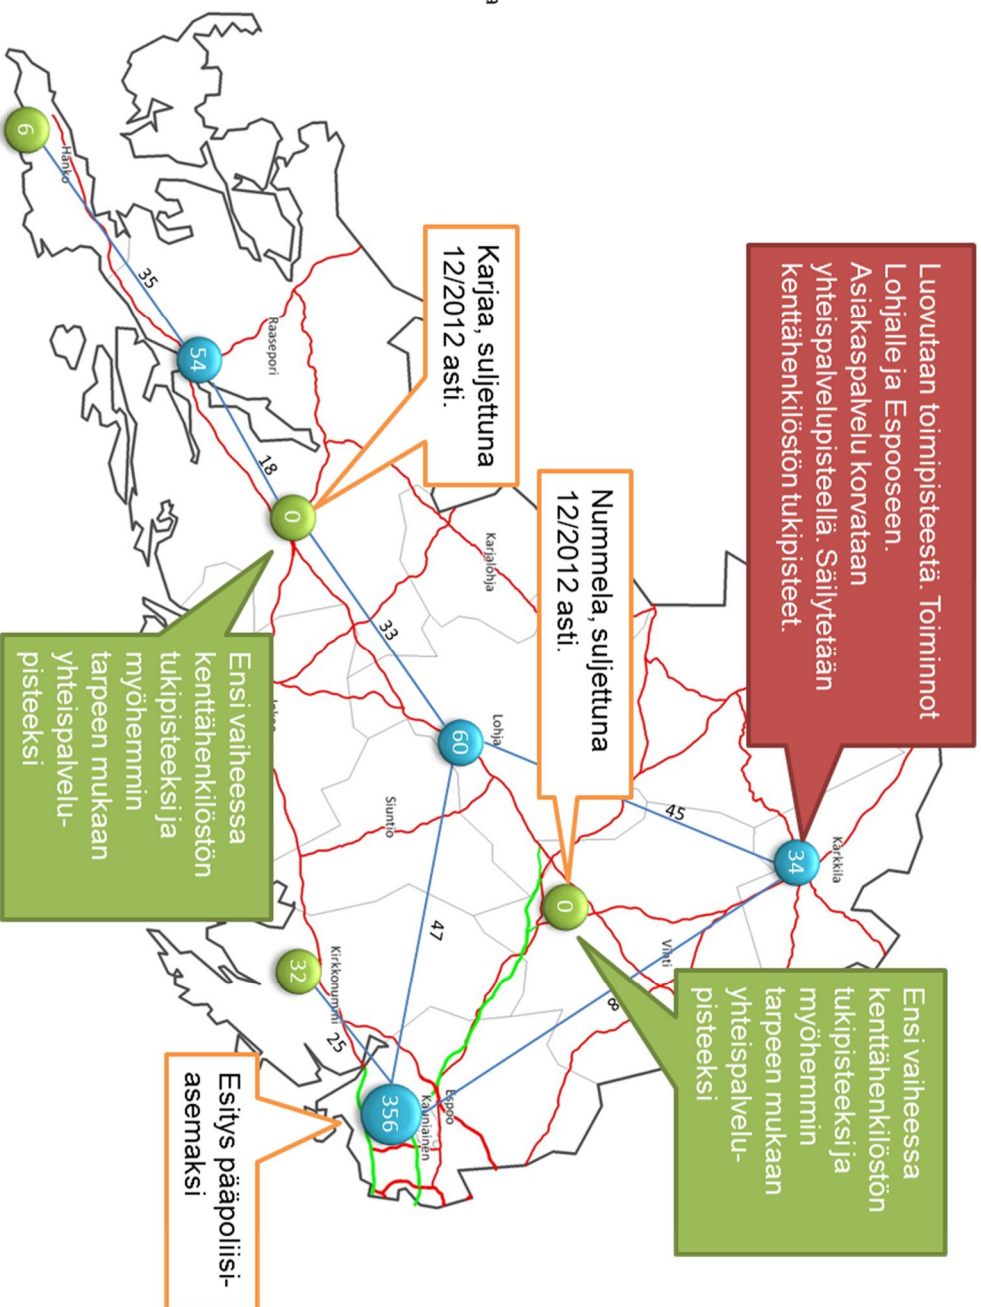 Luovutaan toimipisteestä. Toiminnot
Lohjalle ja Espooseen.
Asiakaspalvelu korvataan
yhteispalvelupisteellä. Säilytetään
kenttähenkilöstön tukipisteet.
Karjaa, suljettuna
12/2012 asti.
Nummela, suljettuna
12/2012 asti.
Ensi vaiheessa
kenttähenkilöstön
tukipisteeksi ja
myöhemmin
tarpeen mukaan
yhteispalvelu-
pisteeksi
Ensi vaiheessa
kenttähenkilöstön
tukipisteeksi ja
myöhemmin
tarpeen mukaan
yhteispalvelu-
pisteeksi
Esitys pääpoliisi-
asemaksi
Karkkila
34
45
Vihti
8
0
Karjalohja
Lohja
60
33
47
Siuntio
Raasepori
54
18
0
35
Hanko
6
Kirkkonummi
32
25
Espoo
Kauniainen
356